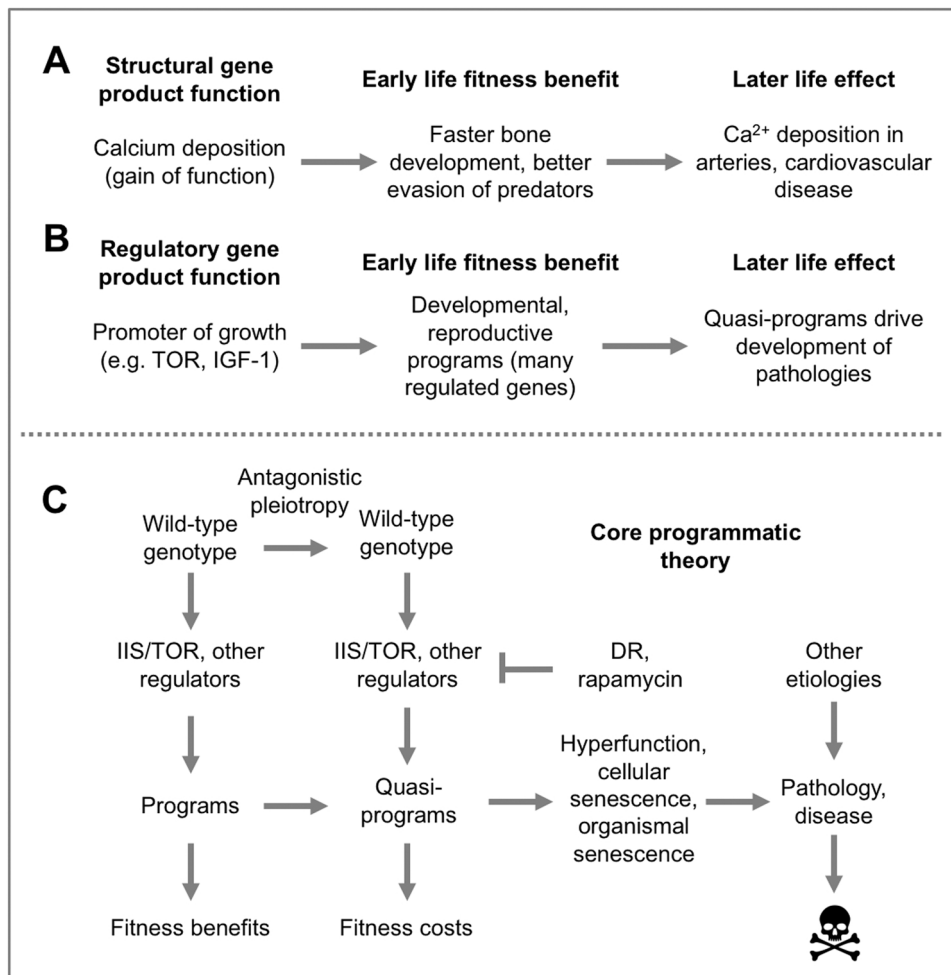 A
Structural gene
product function
Early life fitness benefit
Later life effect
Calcium deposition
(gain of function)
Faster bone
development, better
evasion of predators
Ca²⁺ deposition in
arteries, cardiovascular
disease
B
Regulatory gene
product function
Early life fitness benefit
Later life effect
Promoter of growth
(e.g. TOR, IGF-1)
Developmental,
reproductive
programs (many
regulated genes)
Quasi-programs drive
development of
pathologies
C
Antagonistic
pleiotropy
Wild-type
genotype
Wild-type
genotype
Core programmatic
theory
IIS/TOR, other
regulators
IIS/TOR, other
regulators
DR,
rapamycin
Other
etiologies
Programs
Quasi-
programs
Hyperfunction,
cellular
senescence,
organismal
senescence
Pathology,
disease
Fitness benefits
Fitness costs